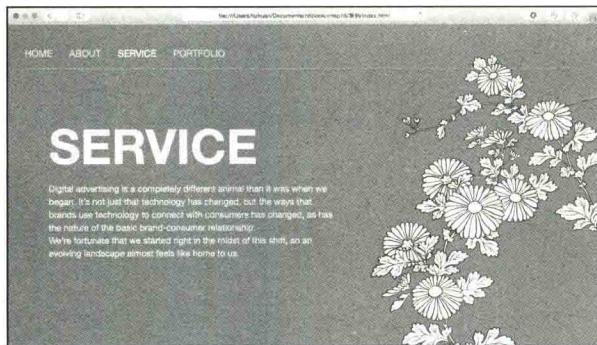 HOME ABOUT SERVICE PORTFOLIO
SERVICE
Digital advertising is a completely different animal than it was when we
began. It's not just that technology has changed, but the ways that
brands use technology to connect with consumers has changed, as has
the nature of the basic brand-consumer relationship.
We're fortunate that we started right in the midst of this shift, so an
evolving landscape almost feels like home to us.